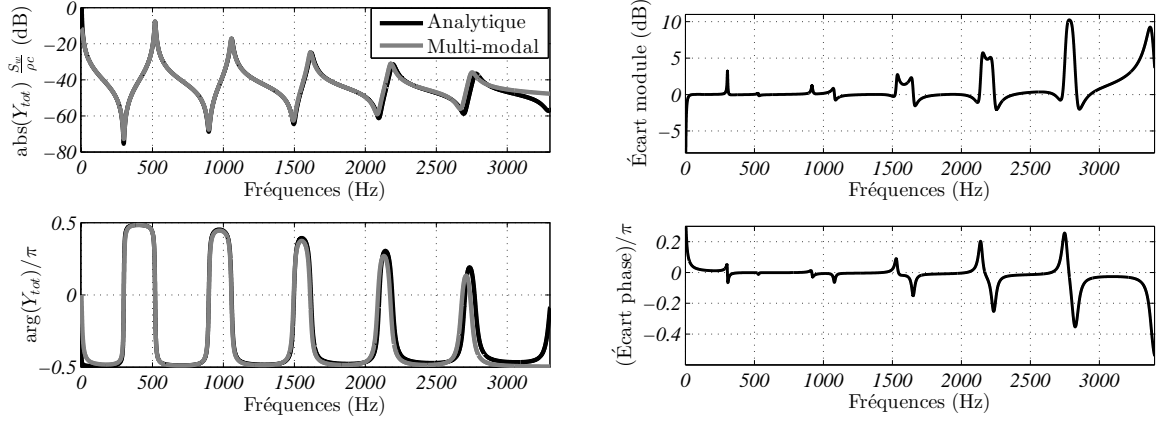 abs(Y_tot) S_w/ρc (dB)
0
−20
−40
−60
−80
Analytique
Multi-modal
0 500 1000 1500 2000 2500 3000
Fréquences (Hz)
Écart module (dB)
10
5
0
−5
0 500 1000 1500 2000 2500 3000
Fréquences (Hz)
arg(Y_tot)/π
0.5
0
−0.5
0 500 1000 1500 2000 2500 3000
Fréquences (Hz)
(Écart phase)/π
0.2
0
−0.2
−0.4
0 500 1000 1500 2000 2500 3000
Fréquences (Hz)